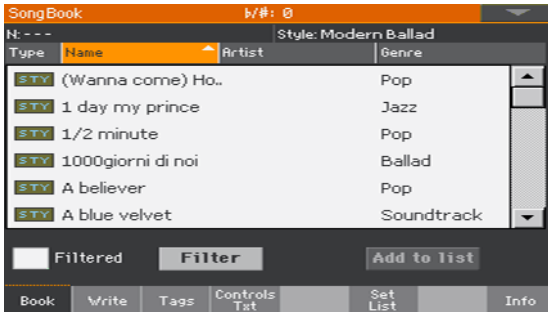 SongBook ♭/#: 0
N: - - - Style: Modern Ballad
Type Name Artist Genre
STY (Wanna come) Ho.. Pop
STY 1 day my prince Jazz
STY 1/2 minute Pop
STY 1000giorni di noi Ballad
STY A believer Pop
STY A blue velvet Soundtrack
Filtered Filter Add to list
Book Write Tags Controls Txt Set List Info